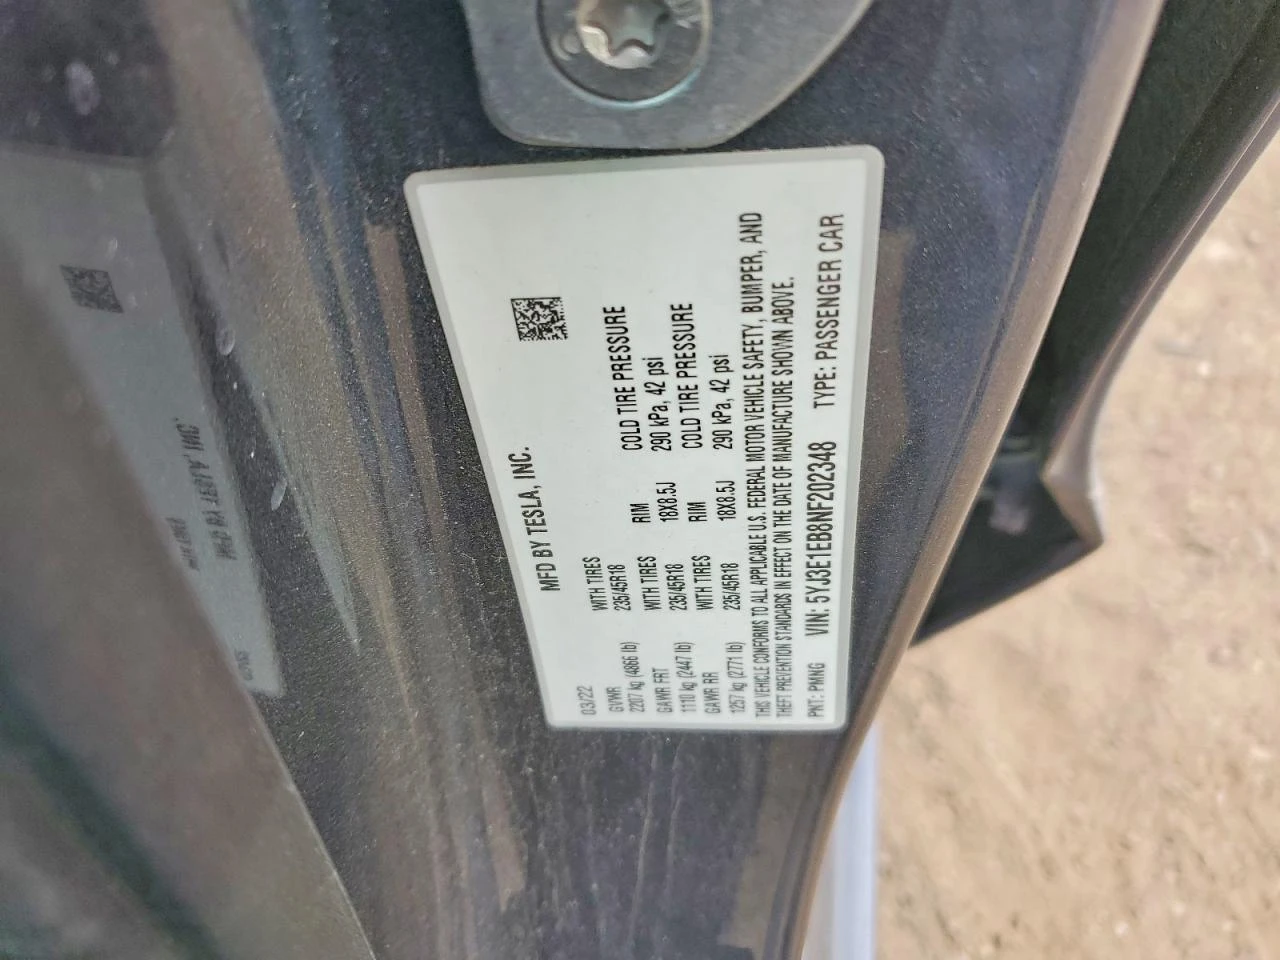 MFD BY TESLA, INC.
03/22
GVWR WITH TIRES RIM COLD TIRE PRESSURE
2207 kg (4866 lb) 235/45R18 18X8.5J 290 kPa, 42 psi
GAWR FRT WITH TIRES RIM COLD TIRE PRESSURE
1110 kg (2447 lb) 235/45R18 18X8.5J 290 kPa, 42 psi
GAWR RR WITH TIRES
1257 kg (2771 lb) 235/45R18
THIS VEHICLE CONFORMS TO ALL APPLICABLE U.S. FEDERAL MOTOR VEHICLE SAFETY, BUMPER, AND
THEFT PREVENTION STANDARDS IN EFFECT ON THE DATE OF MANUFACTURE SHOWN ABOVE.
PNT: PMNG VIN: 5YJ3E1EB8NF202348 TYPE: PASSENGER CAR